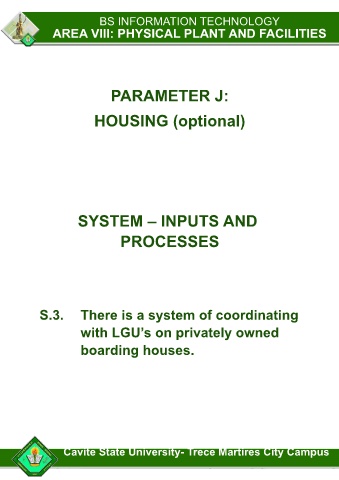 BS INFORMATION TECHNOLOGY
AREA VIII: PHYSICAL PLANT AND FACILITIES
PARAMETER J:
HOUSING (optional)
SYSTEM – INPUTS AND
PROCESSES
S.3. There is a system of coordinating
with LGU's on privately owned
boarding houses.
Cavite State University- Trece Martires City Campus